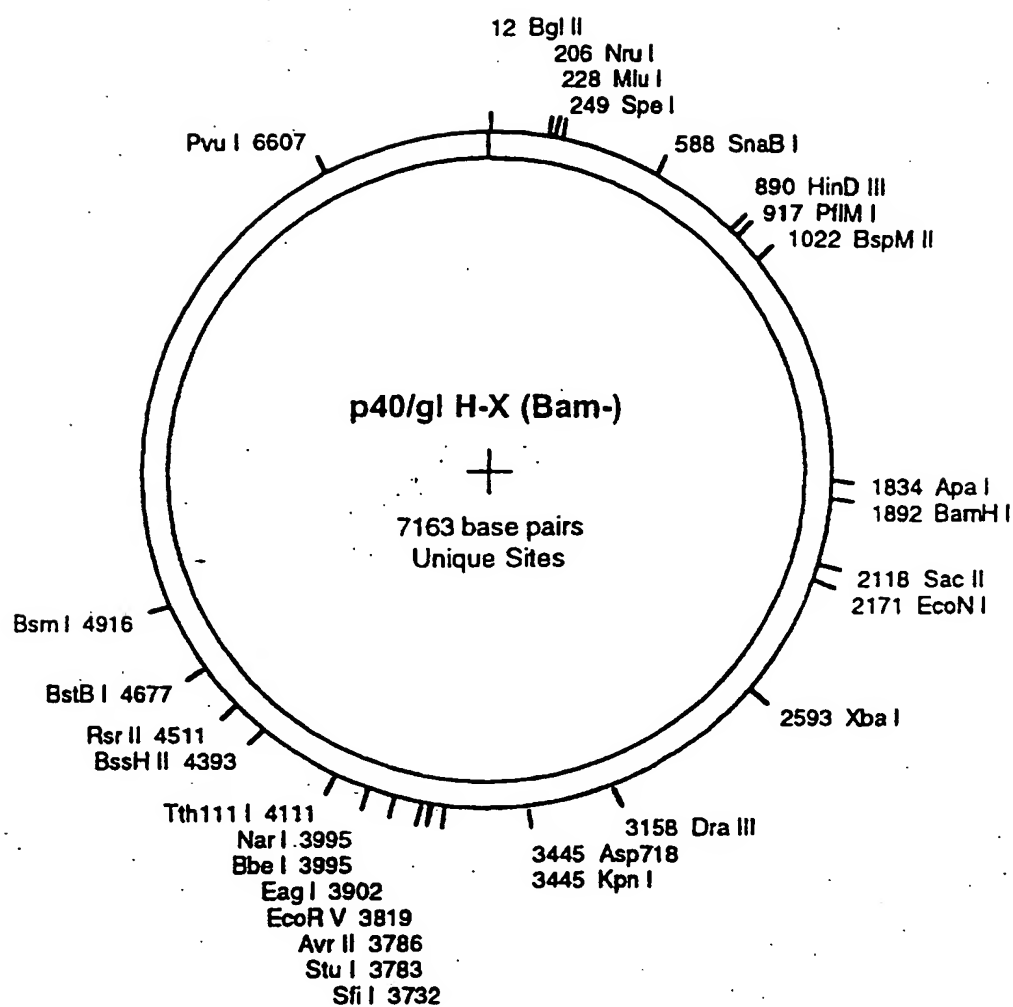 12 Bgl II
206 Nru I
228 Mlu I
249 Spe I
588 SnaB I
890 HinD III
917 PflM I
1022 BspM II
Pvu I 6607
p40/gl H-X (Bam-)
7163 base pairs
Unique Sites
1834 Apa I
1892 BamH I
2118 Sac II
2171 EcoN I
2593 Xba I
3158 Dra III
3445 Asp718
3445 Kpn I
Bsm I 4916
BstB I 4677
Rsr II 4511
BssH II 4393
Tth111 I 4111
Nar I 3995
Bbe I 3995
Eag I 3902
EcoR V 3819
Avr II 3786
Stu I 3783
Sfi I 3732